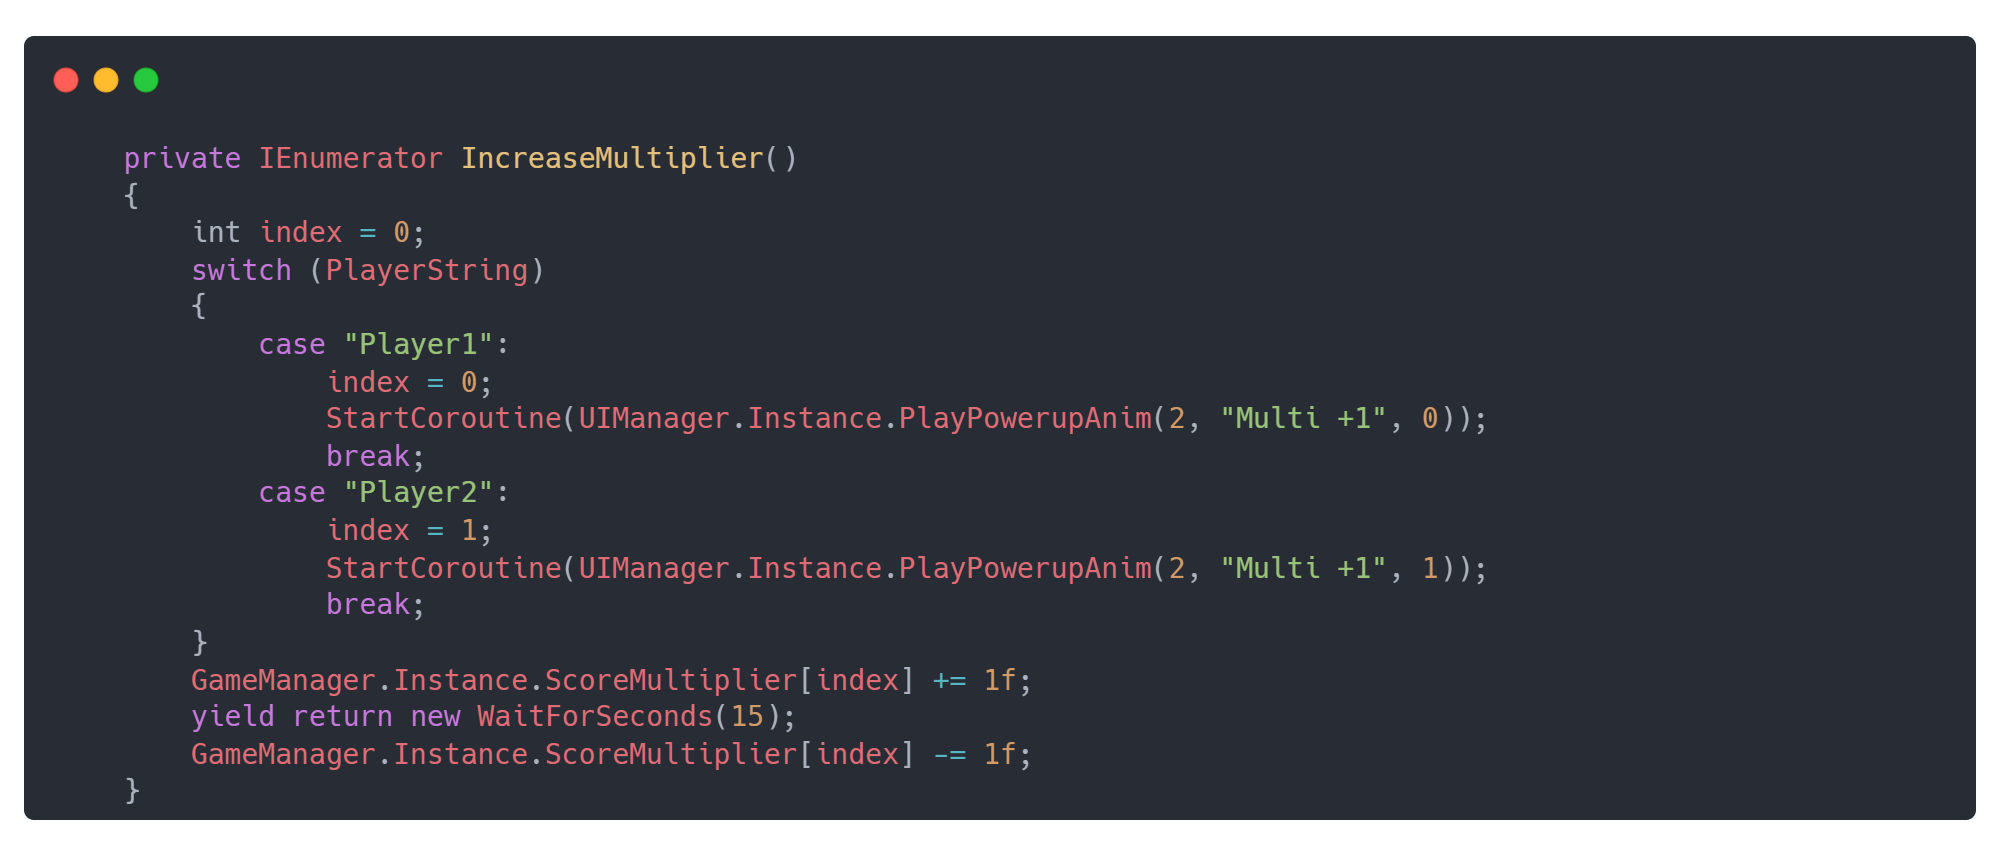 private IEnumerator IncreaseMultiplier()
{
    int index = 0;
    switch (PlayerString)
    {
        case "Player1":
            index = 0;
            StartCoroutine(UIManager.Instance.PlayPowerupAnim(2, "Multi +1", 0));
            break;
        case "Player2":
            index = 1;
            StartCoroutine(UIManager.Instance.PlayPowerupAnim(2, "Multi +1", 1));
            break;
    }
    GameManager.Instance.ScoreMultiplier[index] += 1f;
    yield return new WaitForSeconds(15);
    GameManager.Instance.ScoreMultiplier[index] -= 1f;
}